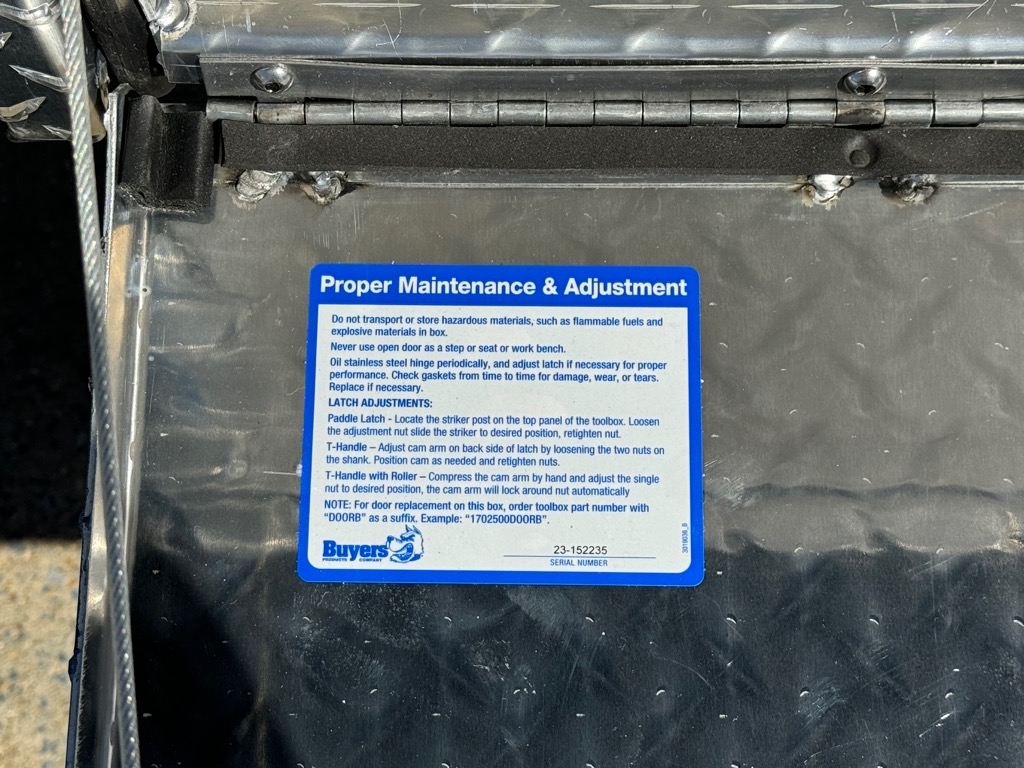 Proper Maintenance & Adjustment
Do not transport or store hazardous materials, such as flammable fuels and
explosive materials in box.
Never use open door as a step or seat or work bench.
Oil stainless steel hinge periodically, and adjust latch if necessary for proper
performance. Check gaskets from time to time for damage, wear, or tears.
Replace if necessary.
LATCH ADJUSTMENTS:
Paddle Latch - Locate the striker post on the top panel of the toolbox. Loosen
the adjustment nut slide the striker to desired position, retighten nut.
T-Handle – Adjust cam arm on back side of latch by loosening the two nuts on
the shank. Position cam as needed and retighten nuts.
T-Handle with Roller – Compress the cam arm by hand and adjust the single
nut to desired position, the cam arm will lock around nut automatically
NOTE: For door replacement on this box, order toolbox part number with
"DOORB" as a suffix. Example: "1702500DOORB".
Buyers
PRODUCTS COMPANY
23-152235
SERIAL NUMBER